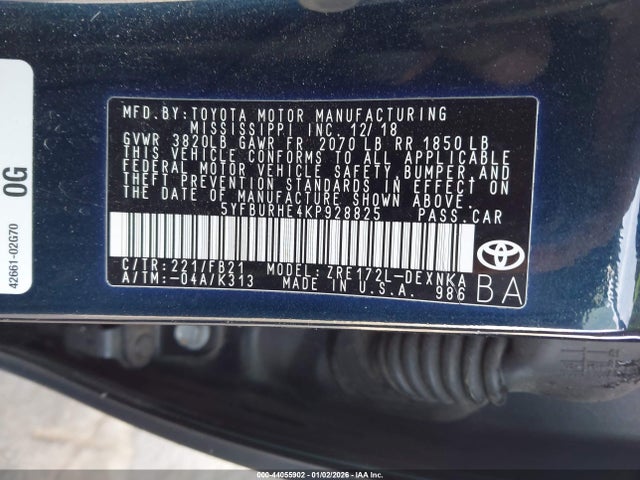 MFD.BY:TOYOTA MOTOR MANUFACTURING
MISSISSIPPI INC. 12/18
GVWR 3820LB GAWR FR 2070 LB RR 1850 LB
THIS VEHICLE CONFORMS TO ALL APPLICABLE
FEDERAL MOTOR VEHICLE SAFETY,BUMPER,AND
THEFT PREVENTION STANDARDS IN EFFECT ON
THE DATE OF MANUFACTURE SHOWN ABOVE.
5YFBURHE4KP928825 PASS.CAR
C/TR:221/FB21 MODEL:ZRE172L-DEXNKA
A/TM:-04A/K313 MADE IN U.S.A. 986
BA
0G
42661-02G70
000-44055902 - 01/02/2026 - IAA Inc.